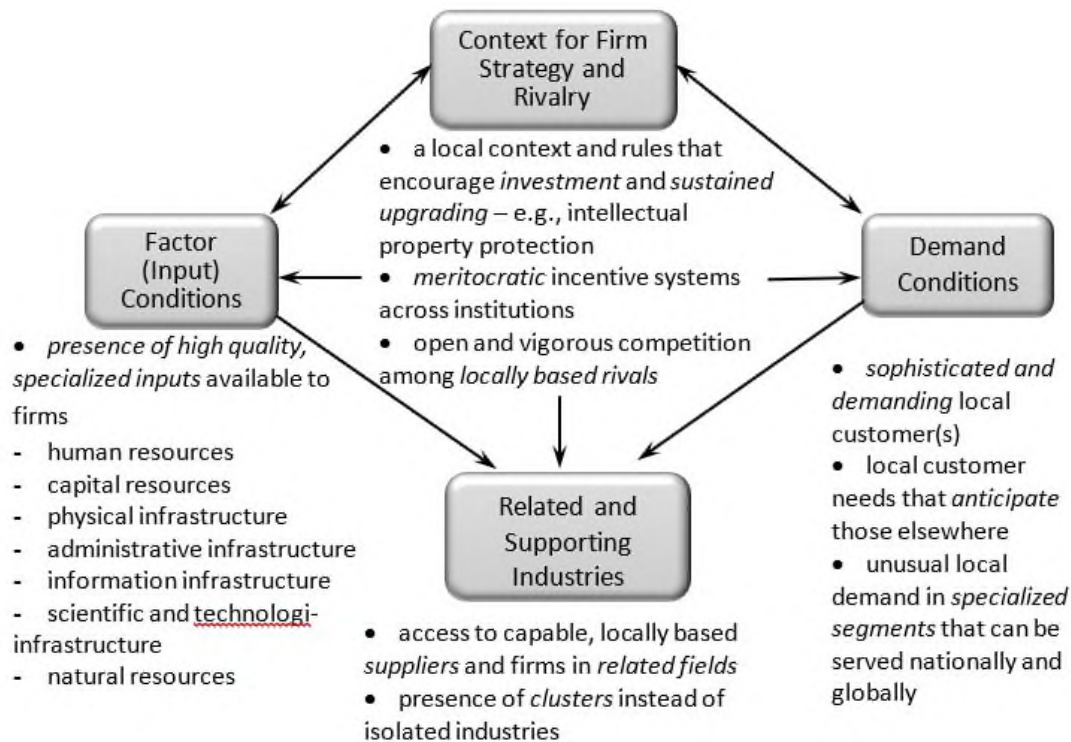 Context for Firm
Strategy and
Rivalry
• a local context and rules that
encourage investment and sustained
upgrading – e.g., intellectual
property protection
• meritocratic incentive systems
across institutions
• open and vigorous competition
among locally based rivals
Factor
(Input)
Conditions
• presence of high quality,
specialized inputs available to
firms
- human resources
- capital resources
- physical infrastructure
- administrative infrastructure
- information infrastructure
- scientific and technologi-
infrastructure
- natural resources
Demand
Conditions
• sophisticated and
demanding local
customer(s)
• local customer
needs that anticipate
those elsewhere
• unusual local
demand in specialized
segments that can be
served nationally and
globally
Related and
Supporting
Industries
• access to capable, locally based
suppliers and firms in related fields
• presence of clusters instead of
isolated industries